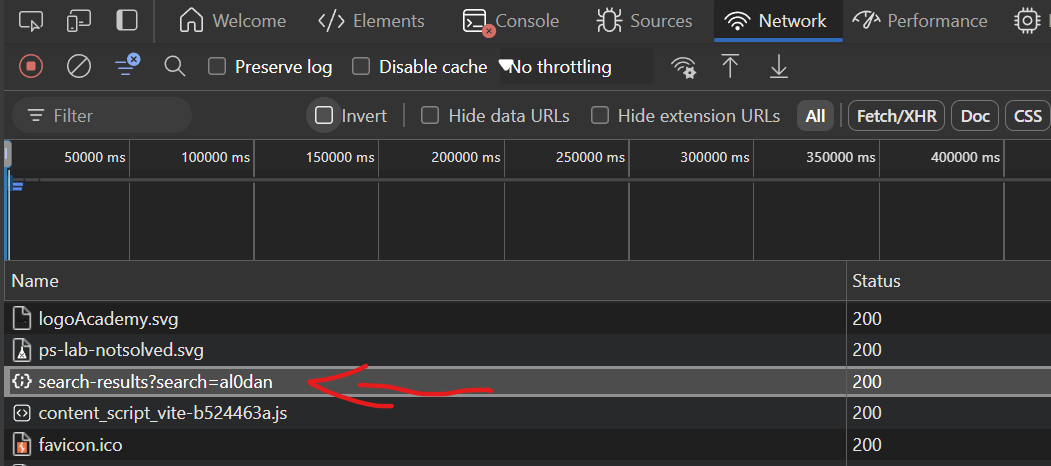 Welcome Elements Console Sources Network Performance
Preserve log Disable cache No throttling
Filter Invert Hide data URLs Hide extension URLs All Fetch/XHR Doc CSS
50000 ms 100000 ms 150000 ms 200000 ms 250000 ms 300000 ms 350000 ms 400000 ms
Name Status
logoAcademy.svg 200
ps-lab-notsolved.svg 200
search-results?search=al0dan 200
content_script_vite-b524463a.js 200
favicon.ico 200